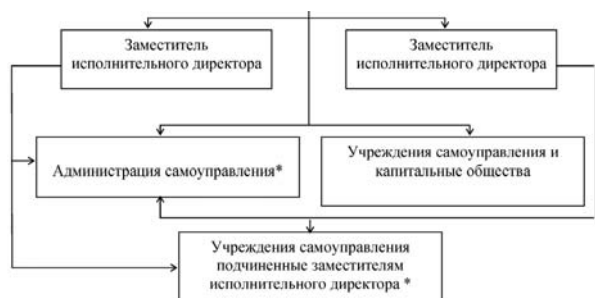 Заместитель
исполнительного директора
Заместитель
исполнительного директора
Администрация самоуправления*
Учреждения самоуправления и
капитальные общества
Учреждения самоуправления
подчиненные заместителям
исполнительного директора *